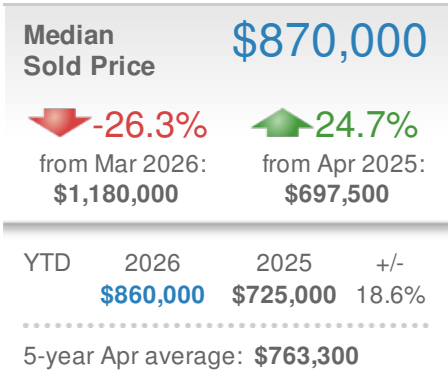 Median $870,000
Sold Price
-26.3% 24.7%
from Mar 2026: from Apr 2025:
$1,180,000 $697,500
YTD 2026 2025 +/-
$860,000 $725,000 18.6%
5-year Apr average: $763,300